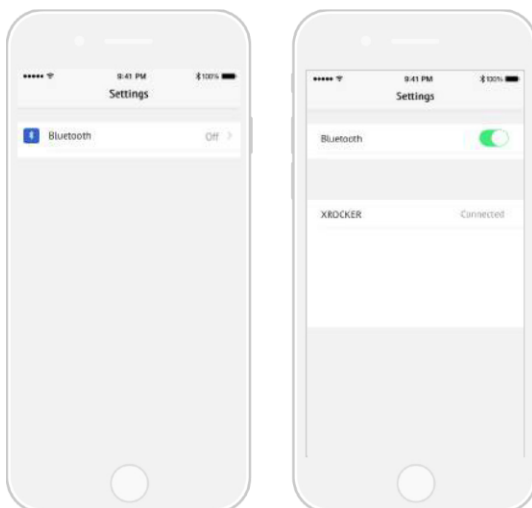 9:41 PM 100%
Settings
Bluetooth Off
9:41 PM 100%
Settings
Bluetooth
XROCKER Connected